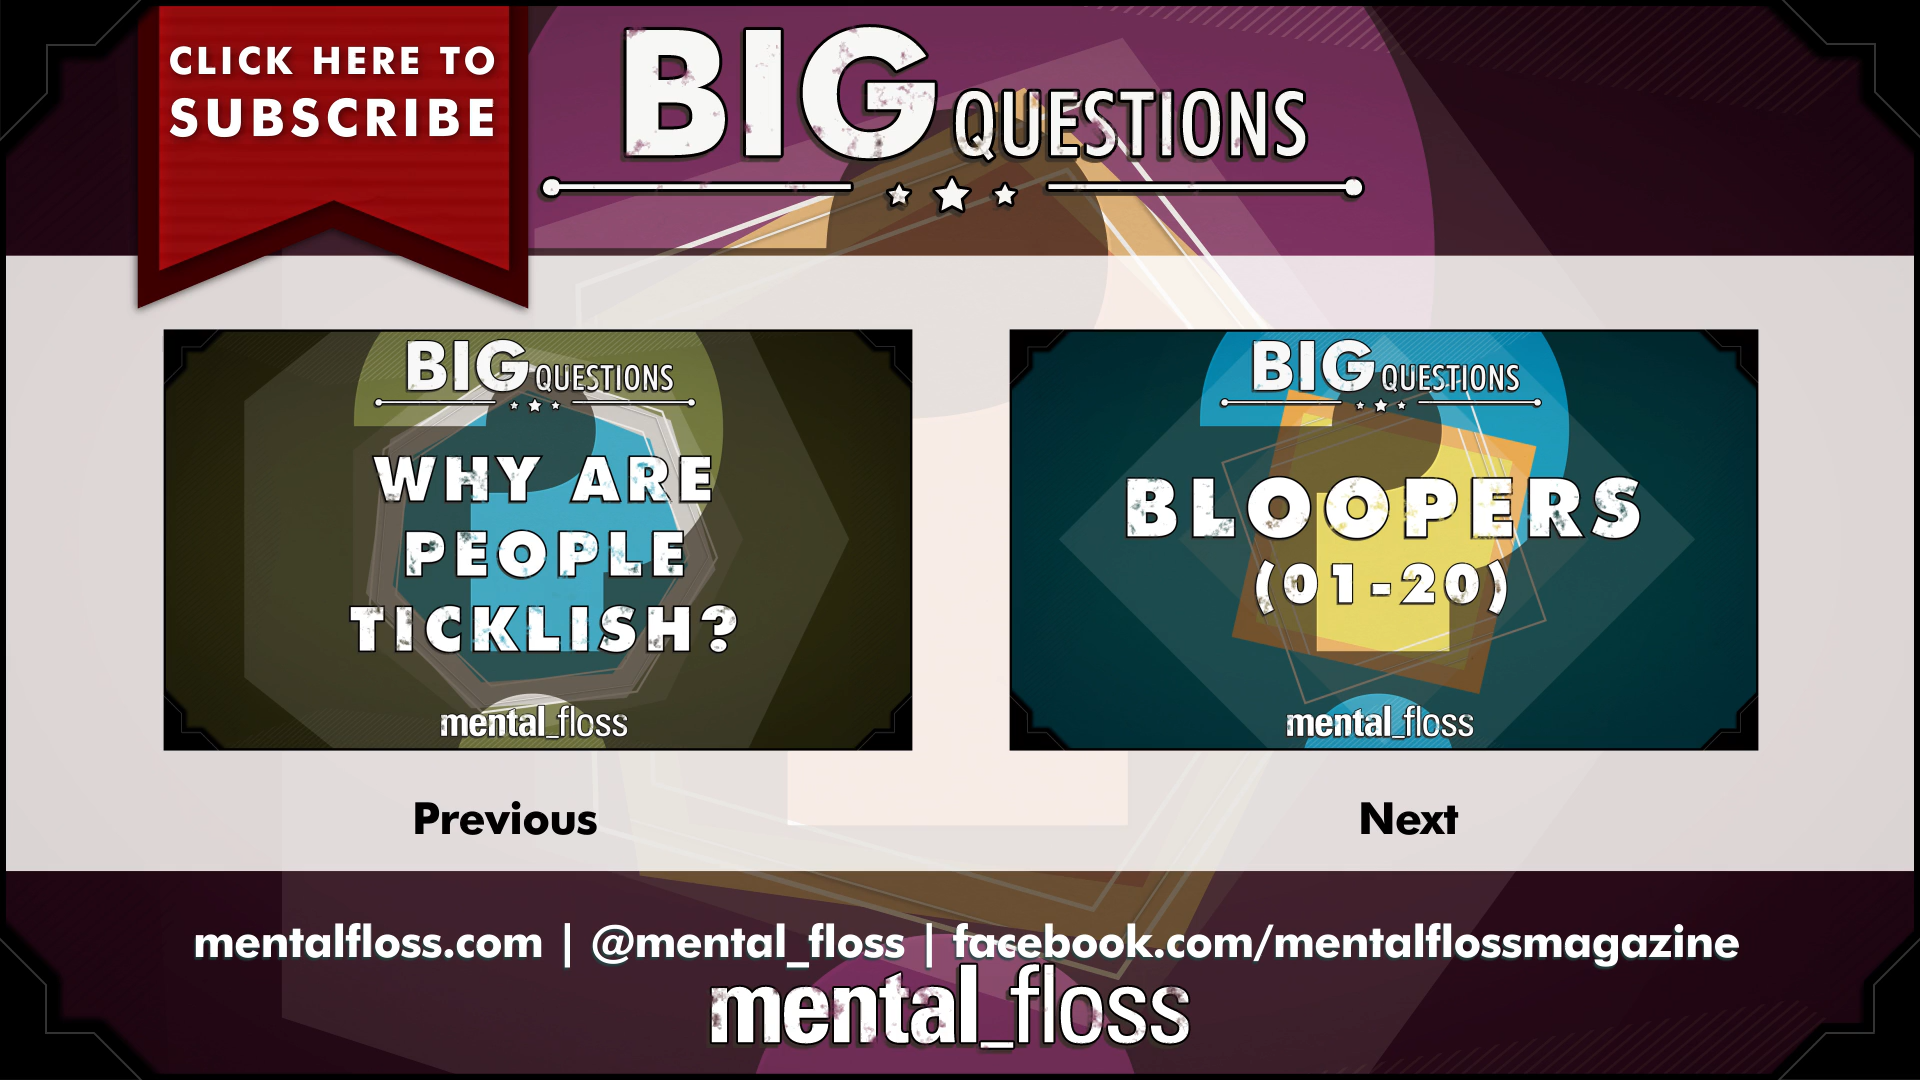 CLICK HERE TO
SUBSCRIBE
BIG QUESTIONS
BIG QUESTIONS
WHY ARE
PEOPLE
TICKLISH?
mental_floss
Previous
BIG QUESTIONS
BLOOPERS
(01-20)
mental_floss
Next
mentalfloss.com | @mental_floss | facebook.com/mentalflossmagazine
mental_floss